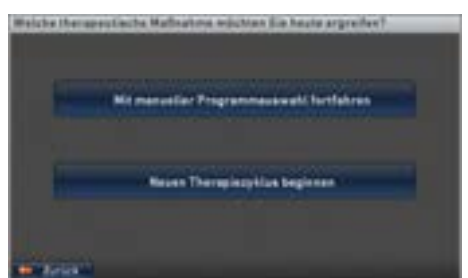 Welche therapeutische Maßnahme möchten Sie heute ergreifen?
Mit manueller Programmauswahl fortfahren
Neuen Therapiezyklus beginnen
Zurück